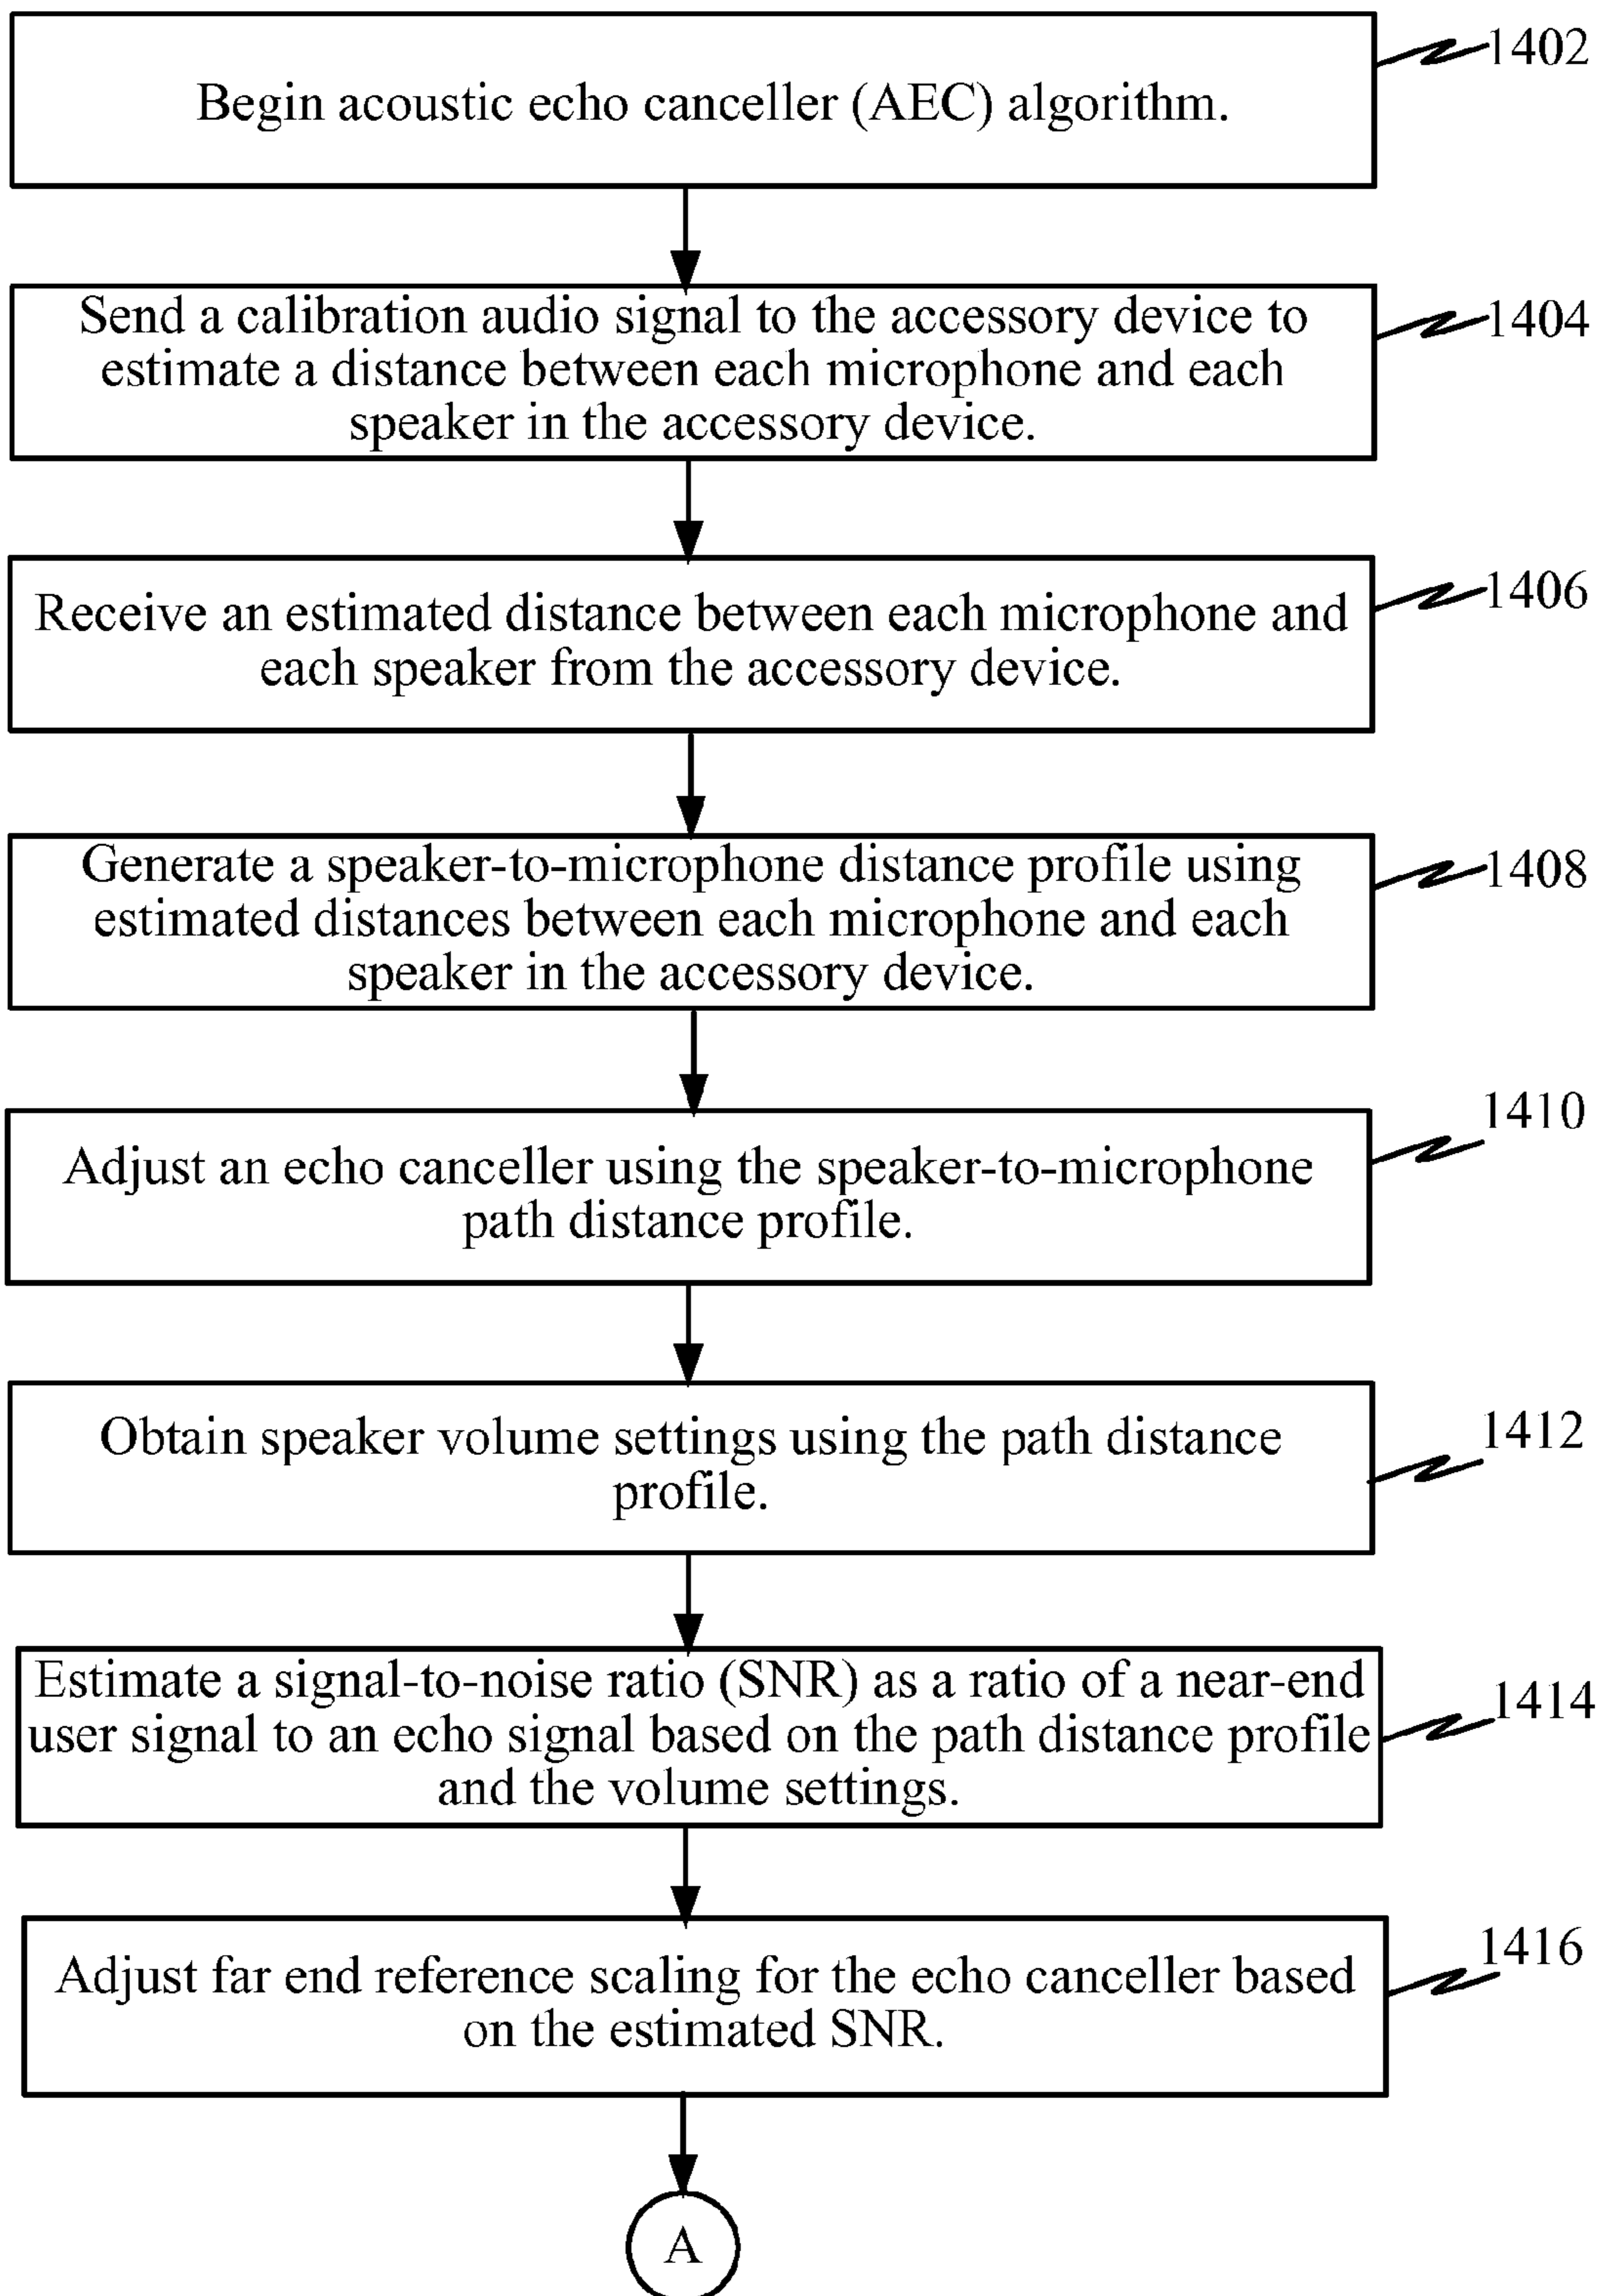 Begin acoustic echo canceller (AEC) algorithm.
1402
Send a calibration audio signal to the accessory device to
estimate a distance between each microphone and each
speaker in the accessory device.
1404
Receive an estimated distance between each microphone and
each speaker from the accessory device.
1406
Generate a speaker-to-microphone distance profile using
estimated distances between each microphone and each
speaker in the accessory device.
1408
Adjust an echo canceller using the speaker-to-microphone
path distance profile.
1410
Obtain speaker volume settings using the path distance
profile.
1412
Estimate a signal-to-noise ratio (SNR) as a ratio of a near-end
user signal to an echo signal based on the path distance profile
and the volume settings.
1414
Adjust far end reference scaling for the echo canceller based
on the estimated SNR.
1416
A